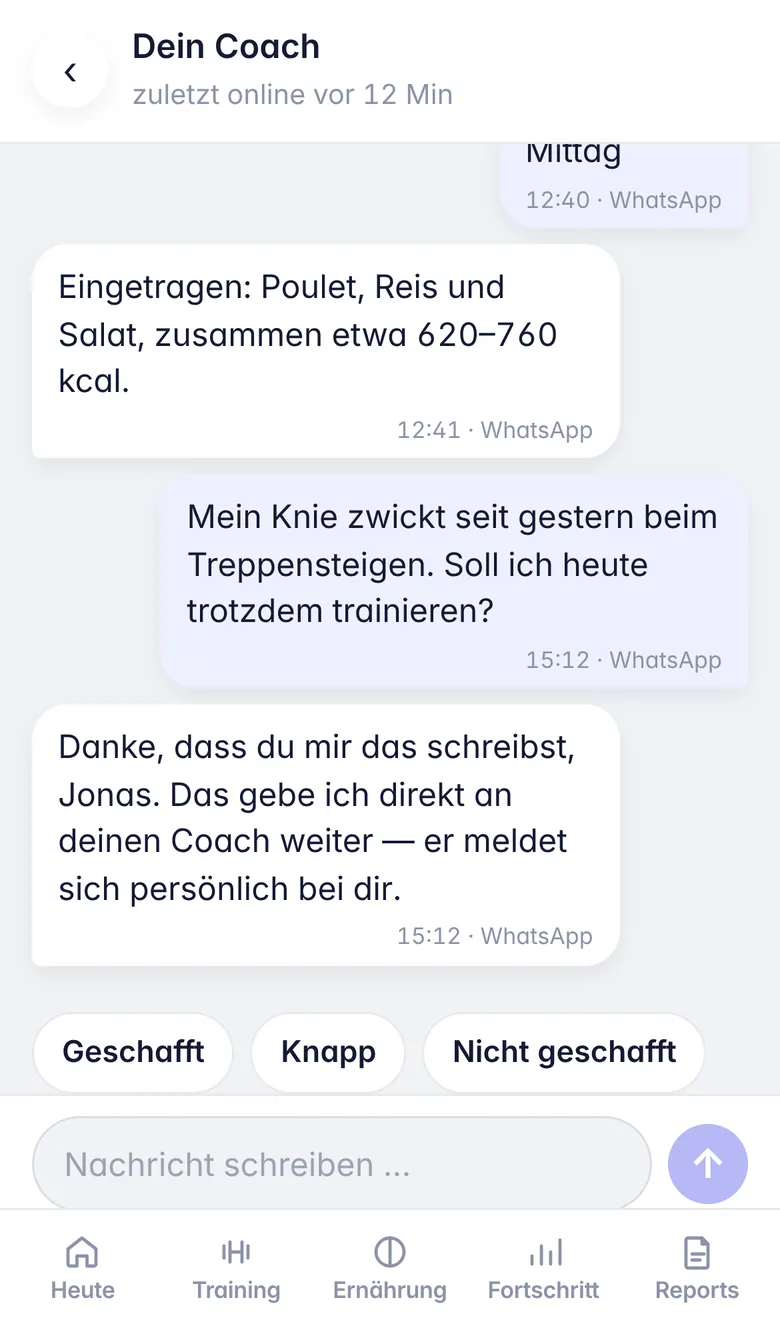 Dein Coach
zuletzt online vor 12 Min
Mittag
12:40 · WhatsApp
Eingetragen: Poulet, Reis und
Salat, zusammen etwa 620–760
kcal.
12:41 · WhatsApp
Mein Knie zwickt seit gestern beim
Treppensteigen. Soll ich heute
trotzdem trainieren?
15:12 · WhatsApp
Danke, dass du mir das schreibst,
Jonas. Das gebe ich direkt an
deinen Coach weiter — er meldet
sich persönlich bei dir.
15:12 · WhatsApp
Geschafft Knapp Nicht geschafft
Nachricht schreiben ...
Heute Training Ernährung Fortschritt Reports